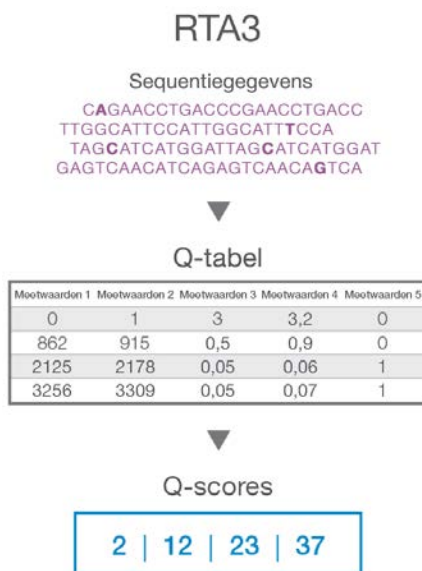 RTA3
Sequentiegegevens
CAGAACCTGACCCGAACCTGACC
TTGGCATTCCATTGGCATTTCCA
TAGCATCATGGATTAGCATCATGGAT
GAGTCAACATCAGAGTCAACAGTCA
Q-tabel
Meetwaarden 1 Meetwaarden 2 Meetwaarden 3 Meetwaarden 4 Meetwaarden 5
0 1 3 3,2 0
862 915 0,5 0,9 0
2125 2178 0,05 0,06 1
3256 3309 0,05 0,07 1
Q-scores
2 | 12 | 23 | 37